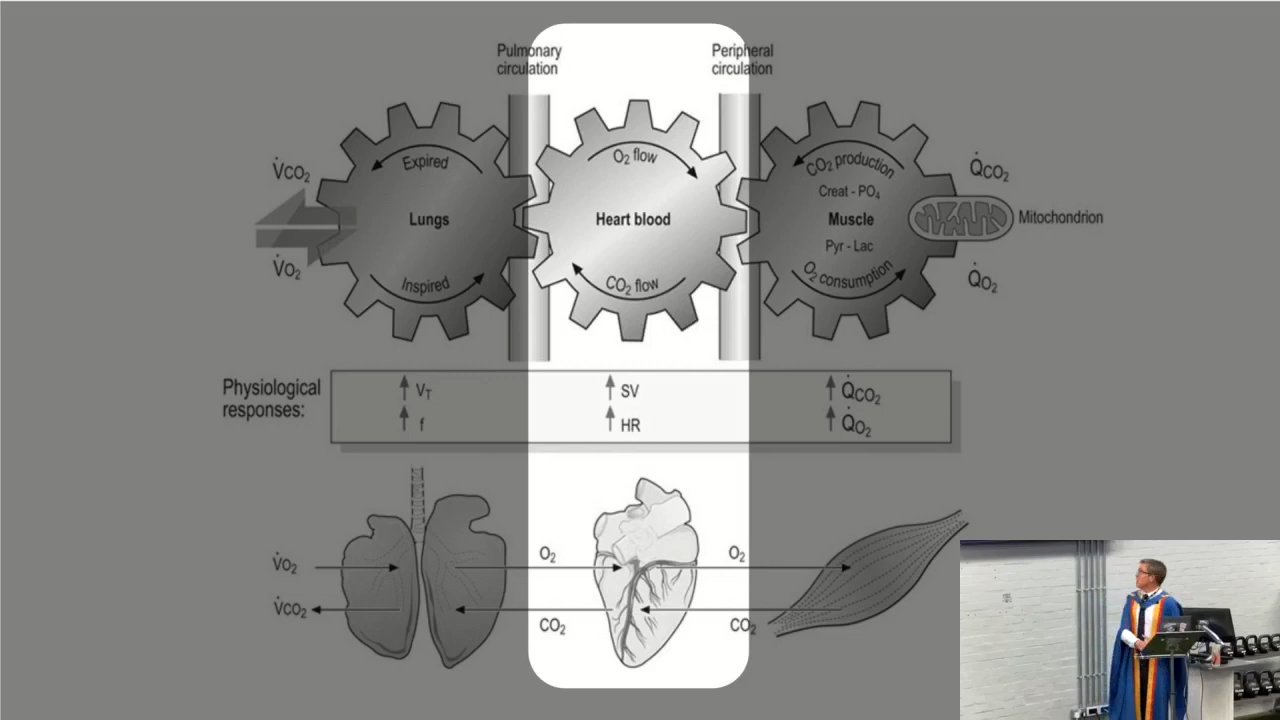 Pulmonary
circulation
Peripheral
circulation
V̇CO₂
V̇O₂
Expired
Lungs
Inspired
O₂ flow
Heart blood
CO₂ flow
CO₂ production
Creat - PO₄
Muscle
Pyr - Lac
O₂ consumption
Q̇CO₂
Mitochondrion
Q̇O₂
Physiological
responses:
V_T
f
SV
HR
Q̇CO₂
Q̇O₂
V̇O₂
V̇CO₂
O₂
CO₂
O₂
CO₂